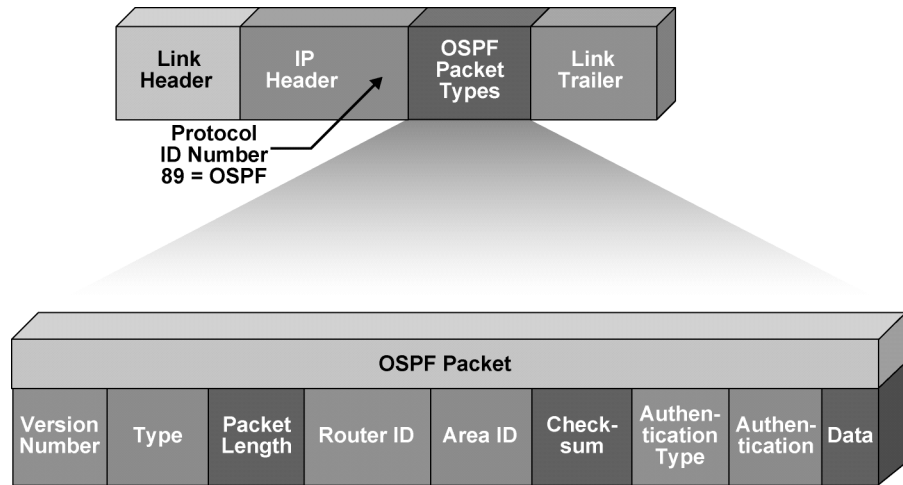 Link
Header
IP
Header
OSPF
Packet
Types
Link
Trailer
Protocol
ID Number
89 = OSPF
OSPF Packet
Version
Number
Type
Packet
Length
Router ID
Area ID
Check-
sum
Authen-
tication
Type
Authen-
tication
Data